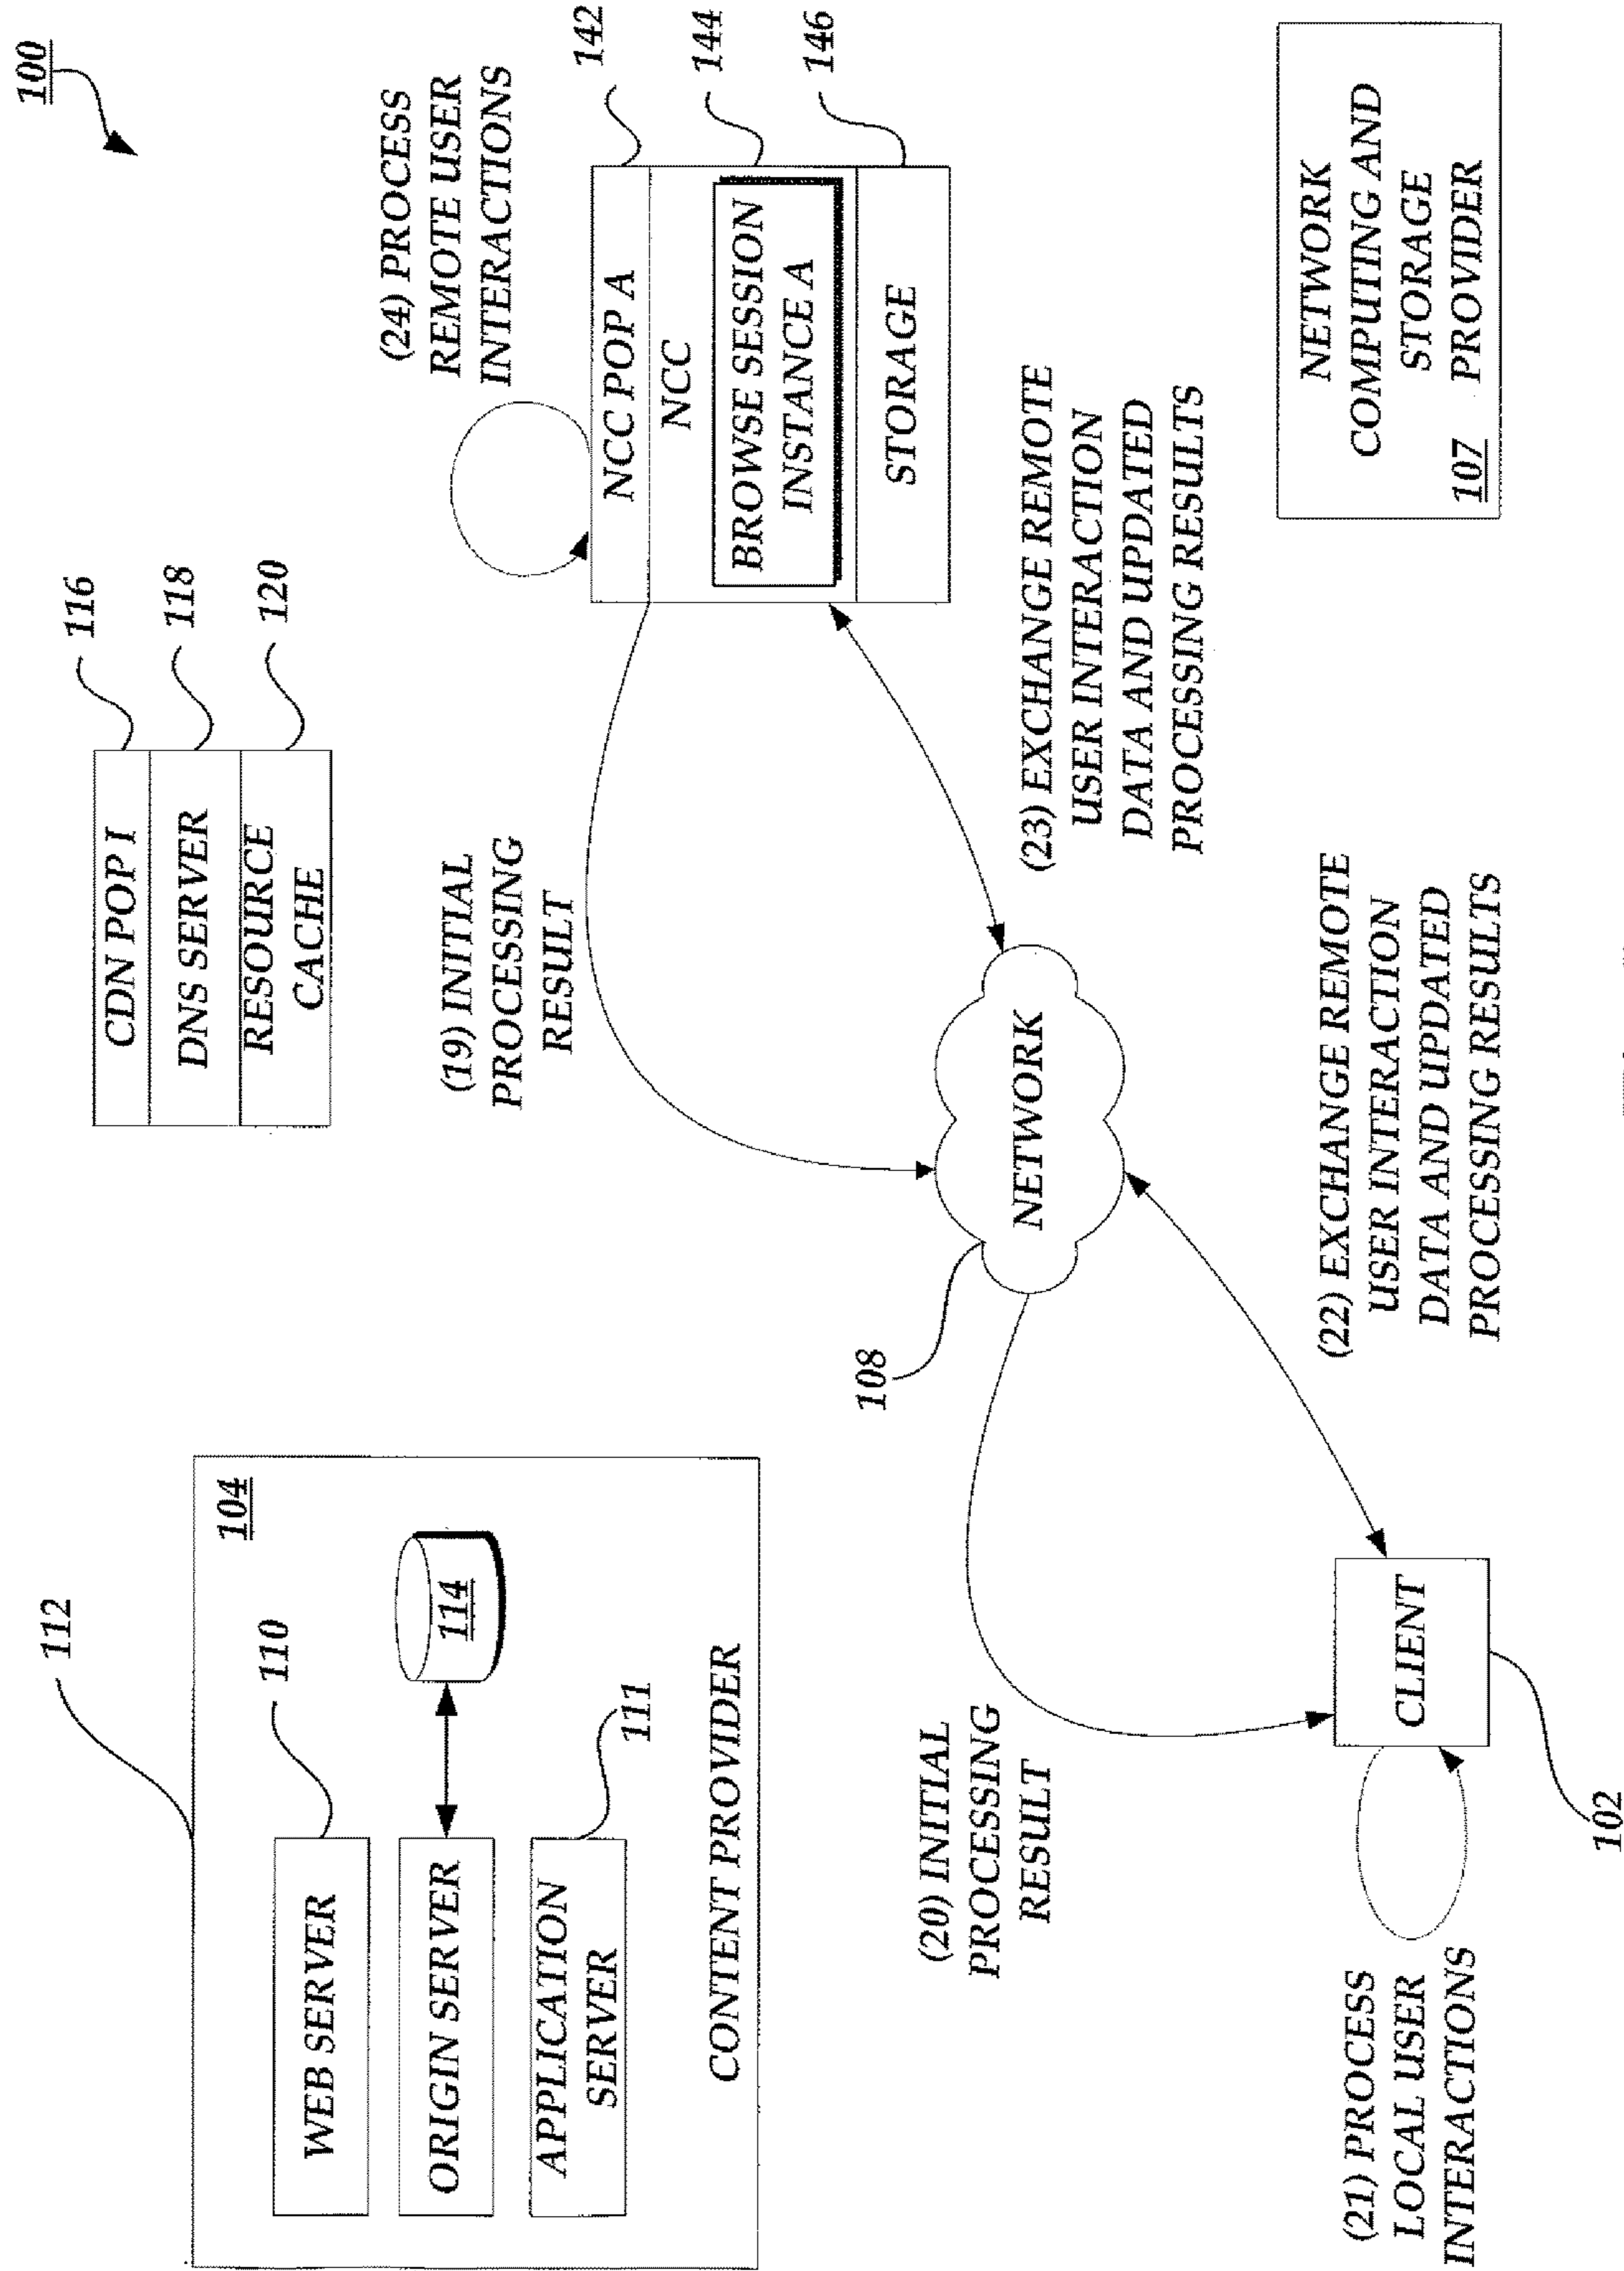 100
112
104
110
WEB SERVER
ORIGIN SERVER
114
APPLICATION
SERVER
111
CONTENT PROVIDER
116
118
120
CDN POP I
DNS SERVER
RESOURCE
CACHE
(24) PROCESS
REMOTE USER
INTERACTIONS
142
144
146
NCC POP A
NCC
BROWSE SESSION
INSTANCE A
STORAGE
(19) INITIAL
PROCESSING
RESULT
108
NETWORK
(23) EXCHANGE REMOTE
USER INTERACTION
DATA AND UPDATED
PROCESSING RESULTS
(20) INITIAL
PROCESSING
RESULT
(22) EXCHANGE REMOTE
USER INTERACTION
DATA AND UPDATED
PROCESSING RESULTS
(21) PROCESS
LOCAL USER
INTERACTIONS
CLIENT
102
NETWORK
COMPUTING AND
STORAGE
107 PROVIDER